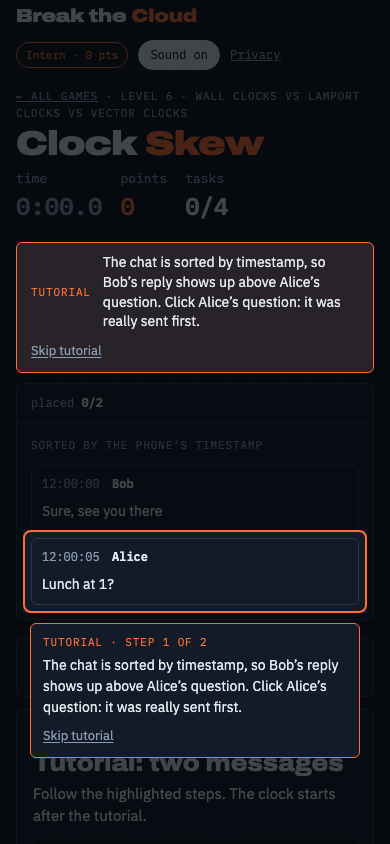 Break the Cloud
Intern · 0 pts
Sound on
Privacy
← ALL GAMES · LEVEL 6 · WALL CLOCKS VS LAMPORT
CLOCKS VS VECTOR CLOCKS
Clock Skew
time points tasks
0:00.0 0 0/4
TUTORIAL
The chat is sorted by timestamp, so
Bob's reply shows up above Alice's
question. Click Alice's question: it was
really sent first.
Skip tutorial
placed 0/2
SORTED BY THE PHONE'S TIMESTAMP
12:00:00 Bob
Sure, see you there
12:00:05 Alice
Lunch at 1?
TUTORIAL · STEP 1 OF 2
The chat is sorted by timestamp, so Bob's reply
shows up above Alice's question. Click Alice's
question: it was really sent first.
Skip tutorial
Tutorial: two messages
Follow the highlighted steps. The clock starts
after the tutorial.